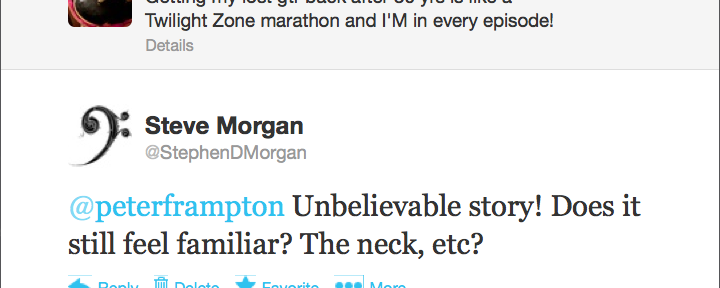 Getting my lost gtr back after 30 yrs is like a
Twilight Zone marathon and I'M in every episode!
Details
Steve Morgan
@StephenDMorgan
@peterframpton Unbelievable story! Does it
still feel familiar? The neck, etc?
Reply Delete Favorite More